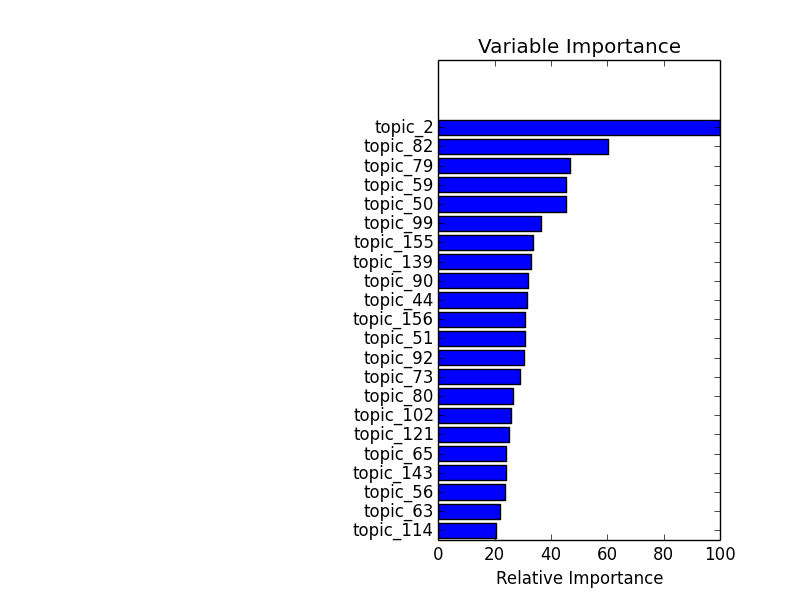 Variable Importance
topic_2
topic_82
topic_79
topic_59
topic_50
topic_99
topic_155
topic_139
topic_90
topic_44
topic_156
topic_51
topic_92
topic_73
topic_80
topic_102
topic_121
topic_65
topic_143
topic_56
topic_63
topic_114
0 20 40 60 80 100
Relative Importance